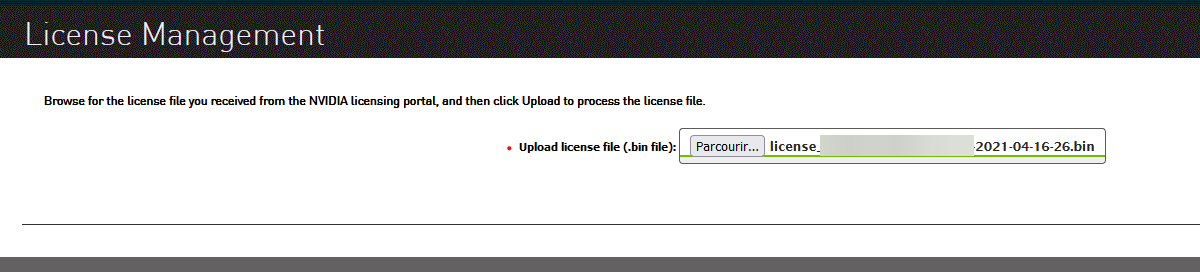 License Management
Browse for the license file you received from the NVIDIA licensing portal, and then click Upload to process the license file.
• Upload license file (.bin file): Parcourir... license_ -2021-04-16-26.bin